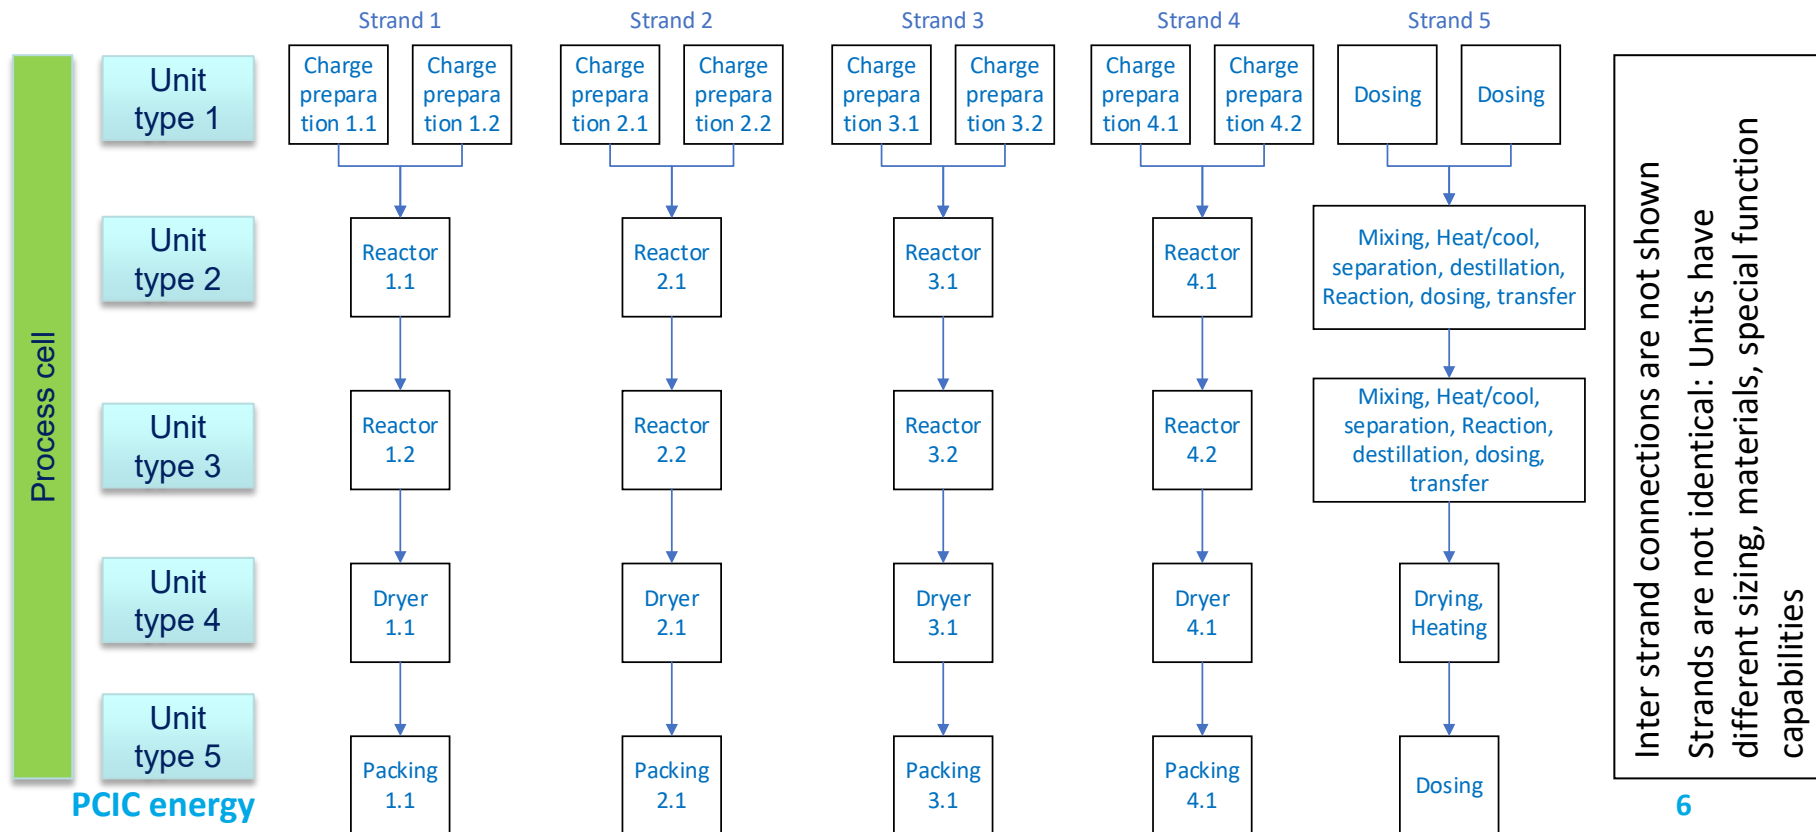 Strand 1
Strand 2
Strand 3
Strand 4
Strand 5
Process cell
Unit
type 1
Charge
prepara
tion 1.1
Charge
prepara
tion 1.2
Charge
prepara
tion 2.1
Charge
prepara
tion 2.2
Charge
prepara
tion 3.1
Charge
prepara
tion 3.2
Charge
prepara
tion 4.1
Charge
prepara
tion 4.2
Dosing
Dosing
Unit
type 2
Reactor
1.1
Reactor
2.1
Reactor
3.1
Reactor
4.1
Mixing, Heat/cool,
separation, destillation,
Reaction, dosing, transfer
Unit
type 3
Reactor
1.2
Reactor
2.2
Reactor
3.2
Reactor
4.2
Mixing, Heat/cool,
separation, Reaction,
destillation, dosing,
transfer
Unit
type 4
Dryer
1.1
Dryer
2.1
Dryer
3.1
Dryer
4.1
Drying,
Heating
Unit
type 5
Packing
1.1
Packing
2.1
Packing
3.1
Packing
4.1
Dosing
Inter strand connections are not shown
Strands are not identical: Units have
different sizing, materials, special function
capabilities
PCIC energy
6